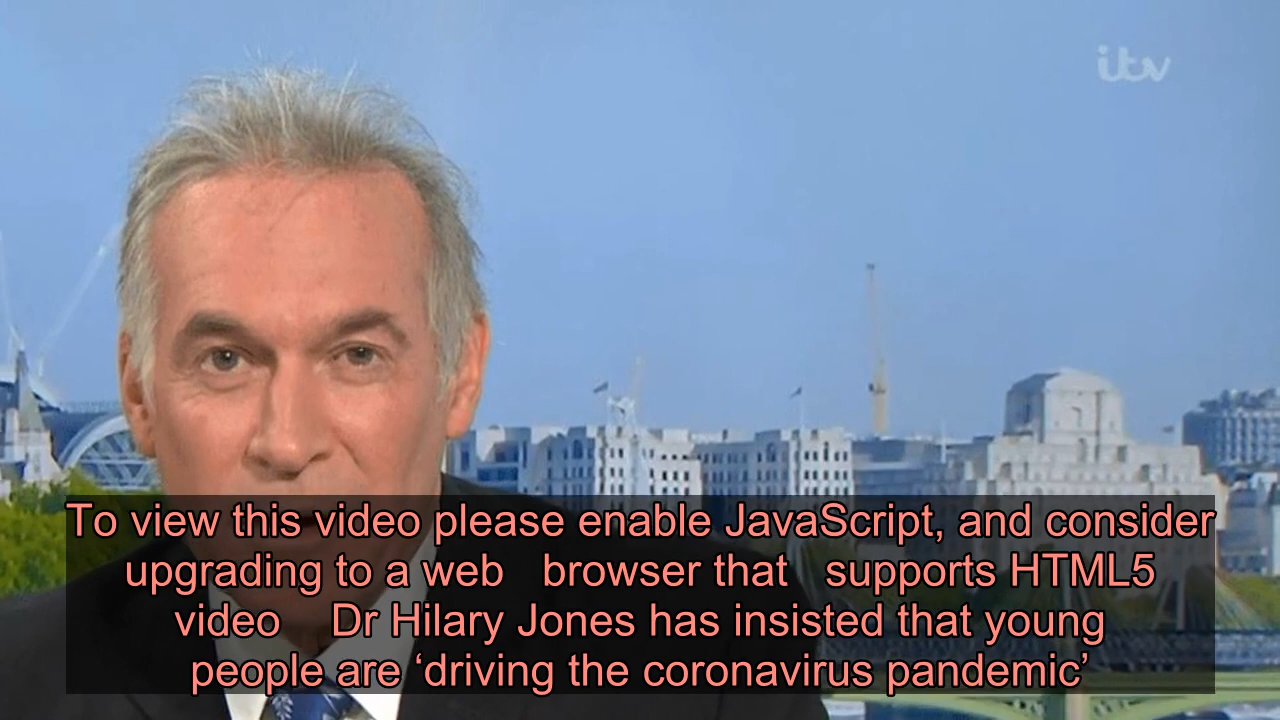 itv
To view this video please enable JavaScript, and consider
upgrading to a web browser that supports HTML5
video Dr Hilary Jones has insisted that young
people are ‘driving the coronavirus pandemic’